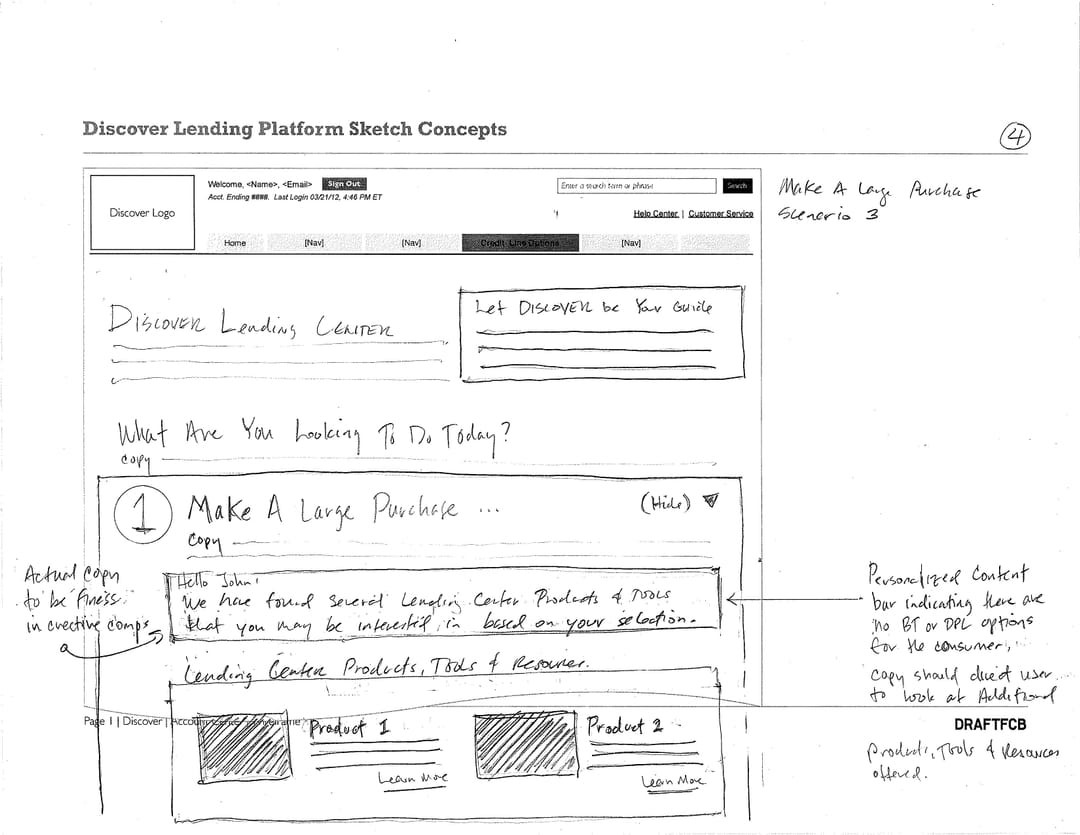 Discover Lending Platform Sketch Concepts
4
Discover Logo
Welcome, <Name>, <Email> Sign Out
Acct. Ending ####. Last Login 03/21/12, 4:46 PM ET
Enter a search term or phrase Search
Help Center | Customer Service
Home [Nav] [Nav] Credit Line Options [Nav]
Make A Large Purchase
Scenario 3
Discover Lending Center
Let Discover be Your Guide
What Are You Looking To Do Today?
Copy
1 Make A Large Purchase ... (Hide)
Copy
Actual Copy
to be finess
in creative comps
Hello John!
We have found several Lending Center Products & Tools
that you may be interested in based on your selection.
Personalized Content
bar indicating there are
no BT or DPL options
for the consumer,
copy should direct user
to look at Additional
Products, Tools & Resources
offered.
Lending Center Products, Tools & Resources.
Product 1
Learn More
Product 2
Learn More
Page 1 | Discover | Account
DRAFTFCB